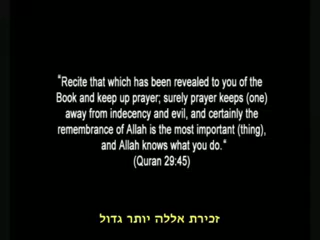 "Recite that which has been revealed to you of the
Book and keep up prayer; surely prayer keeps (one)
away from indecency and evil, and certainly the
remembrance of Allah is the most important (thing),
and Allah knows what you do."
(Quran 29:45)
זכירת אללה יותר גדול